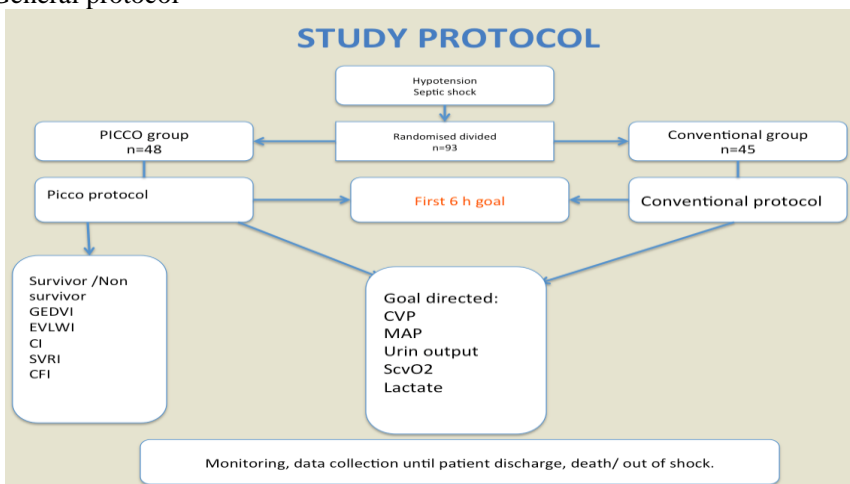 General protocol
STUDY PROTOCOL
Hypotension
Septic shock
PICCO group
n=48
Randomised divided
n=93
Conventional group
n=45
Picco protocol
First 6 h goal
Conventional protocol
Survivor /Non
survivor
GEDVI
EVLWI
CI
SVRI
CFI
Goal directed:
CVP
MAP
Urin output
ScvO2
Lactate
Monitoring, data collection until patient discharge, death/ out of shock.